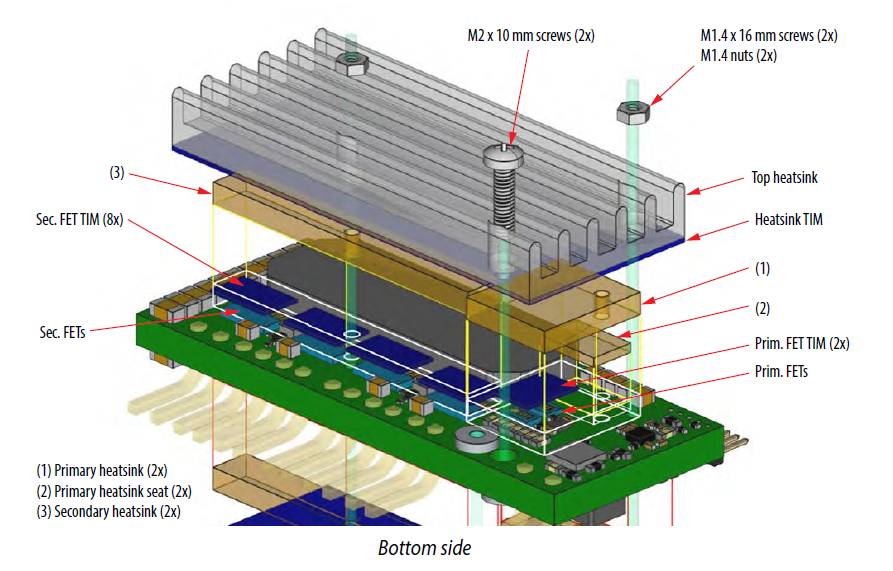 M2 x 10 mm screws (2x)
M1.4 x 16 mm screws (2x)
M1.4 nuts (2x)
(3)
Top heatsink
Sec. FET TIM (8x)
Heatsink TIM
(1)
(2)
Sec. FETs
Prim. FET TIM (2x)
Prim. FETs
(1) Primary heatsink (2x)
(2) Primary heatsink seat (2x)
(3) Secondary heatsink (2x)
Bottom side